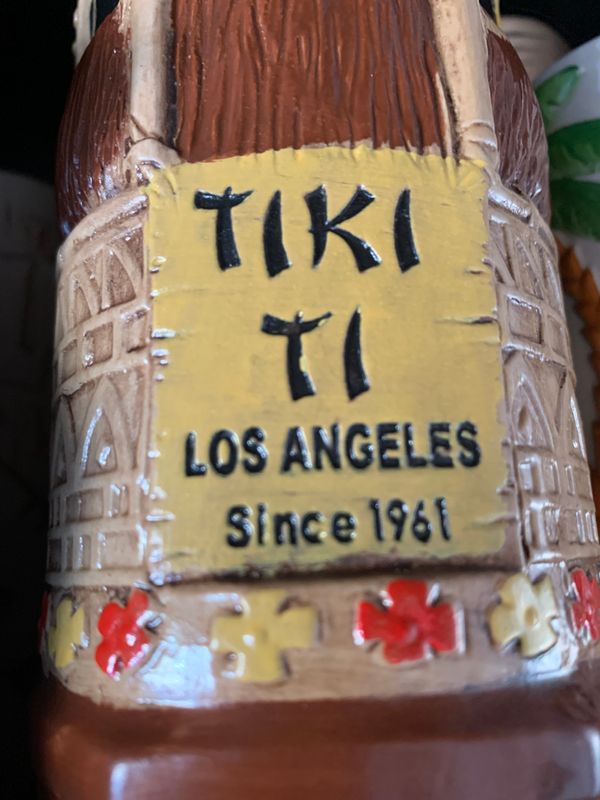 TIKI
TI
LOS ANGELES
Since 1961